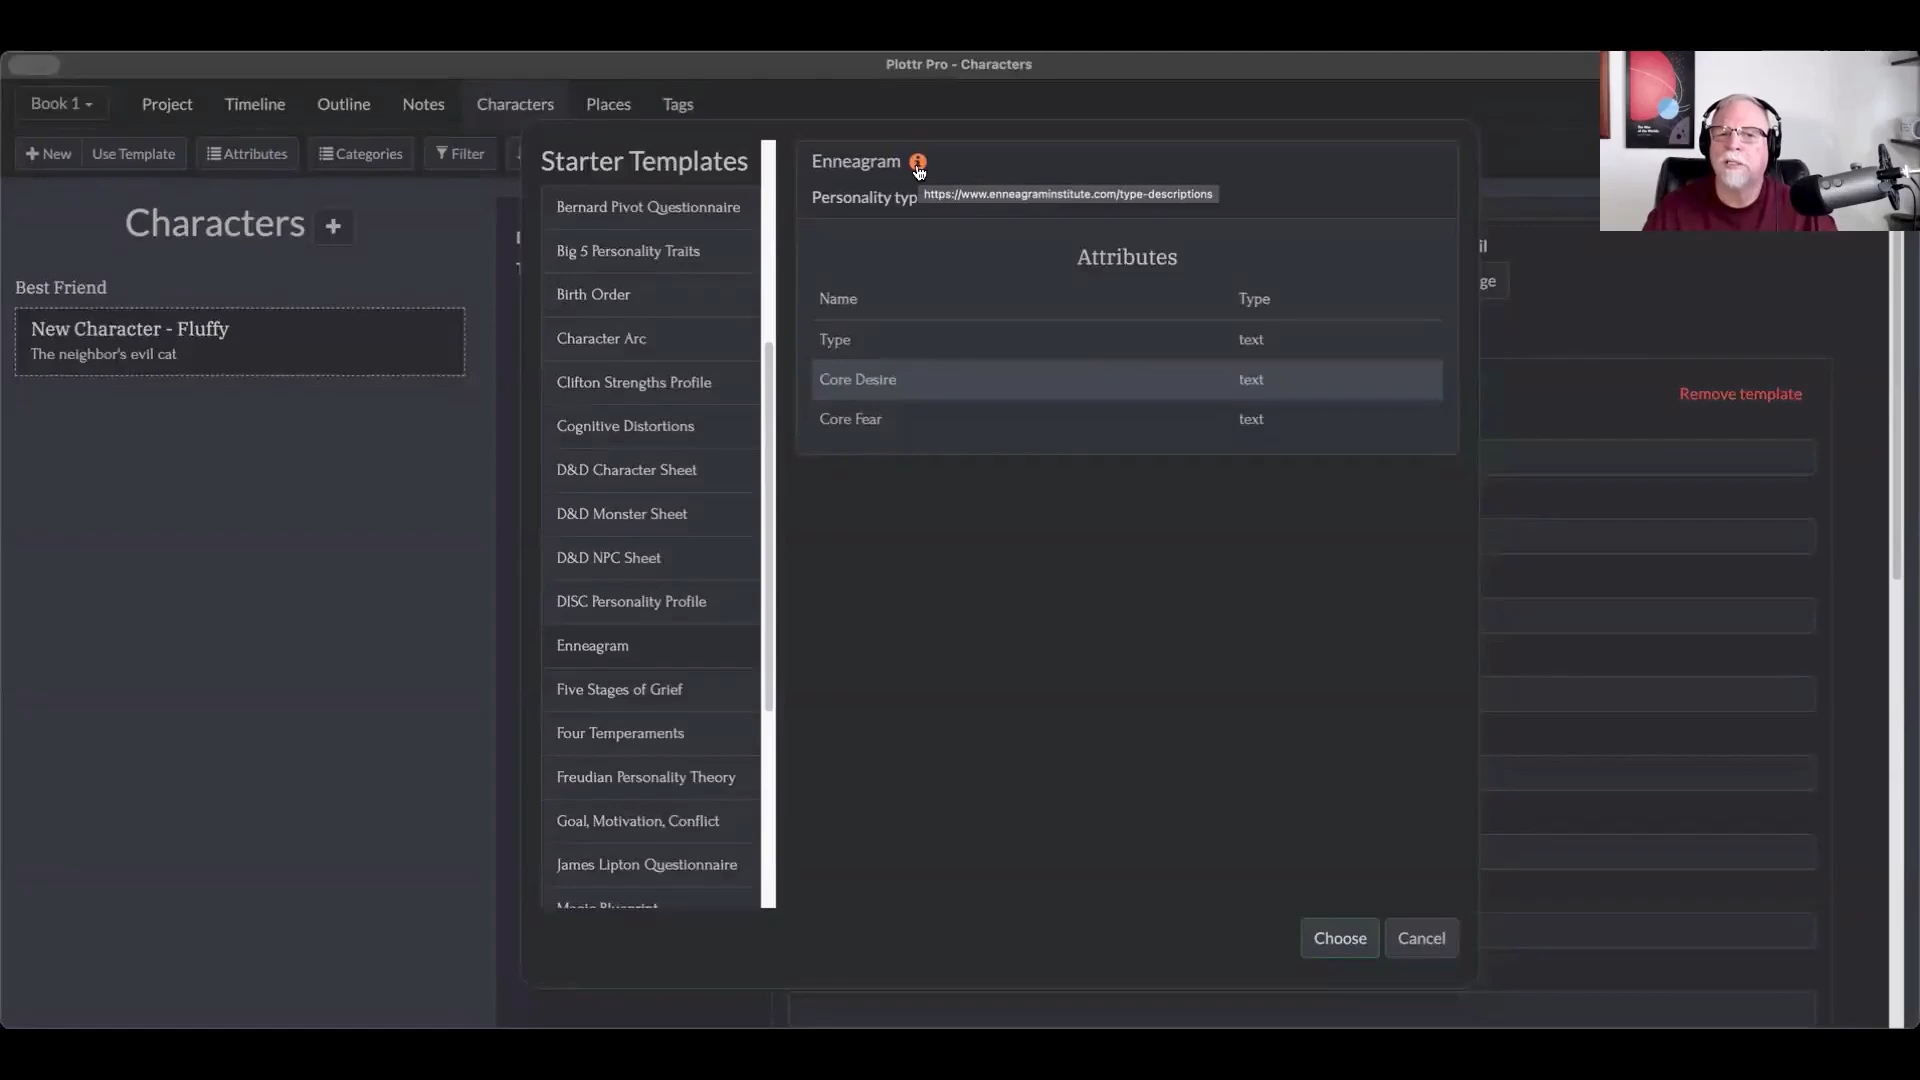 Plottr Pro - Characters
Book 1
Project
Timeline
Outline
Notes
Characters
Places
Tags
New
Use Template
Attributes
Categories
Filter
Characters
Best Friend
New Character - Fluffy
The neighbor's evil cat
Starter Templates
Bernard Pivot Questionnaire
Big 5 Personality Traits
Birth Order
Character Arc
Clifton Strengths Profile
Cognitive Distortions
D&D Character Sheet
D&D Monster Sheet
D&D NPC Sheet
DISC Personality Profile
Enneagram
Five Stages of Grief
Four Temperaments
Freudian Personality Theory
Goal, Motivation, Conflict
James Lipton Questionnaire
Enneagram
Personality typ
https://www.enneagraminstitute.com/type-descriptions
Attributes
Name Type
Type text
Core Desire text
Core Fear text
Choose
Cancel
il
ge
Remove template